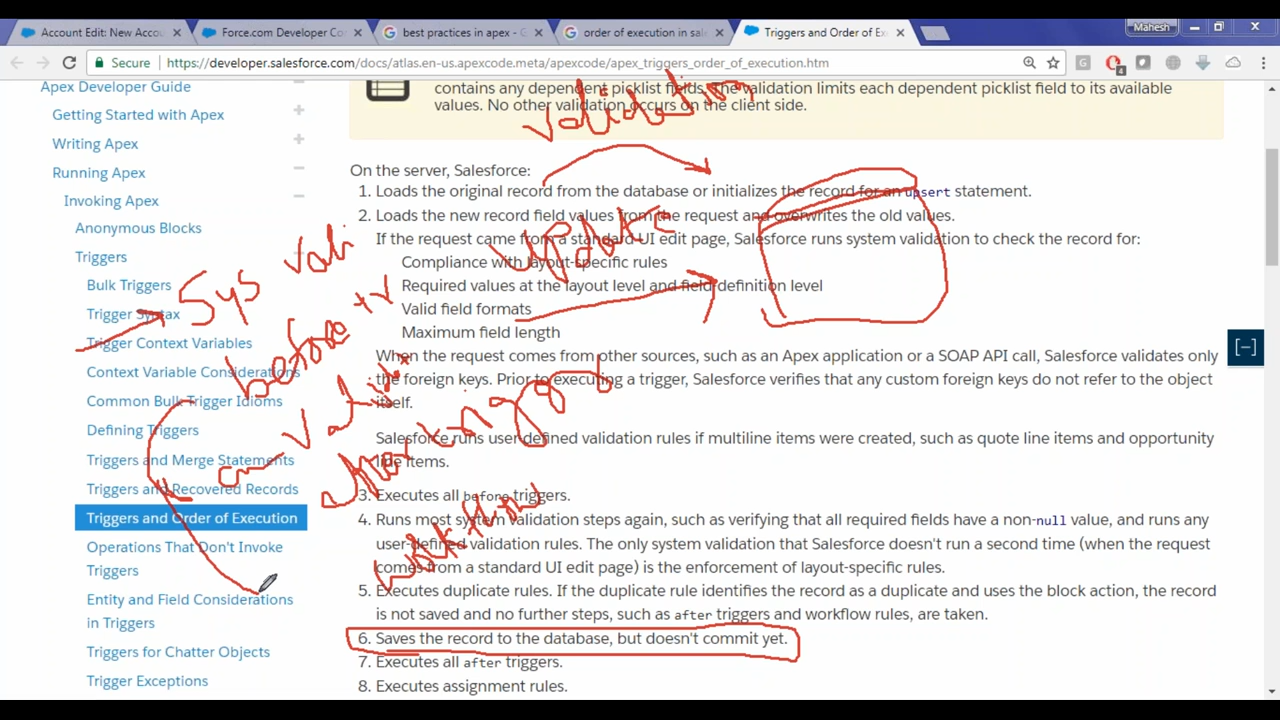 Account Edit: New Accou
Force.com Developer Co
best practices in apex - G
order of execution in sale
Triggers and Order of Ex
Mahesh
Secure
https://developer.salesforce.com/docs/atlas.en-us.apexcode.meta/apexcode/apex_triggers_order_of_execution.htm
4
Apex Developer Guide
Getting Started with Apex
Writing Apex
Running Apex
Invoking Apex
Anonymous Blocks
Triggers
Bulk Triggers
Trigger Syntax
Trigger Context Variables
Context Variable Considerations
Common Bulk Trigger Idioms
Defining Triggers
Triggers and Merge Statements
Triggers and Recovered Records
Triggers and Order of Execution
Operations That Don't Invoke
Triggers
Entity and Field Considerations
in Triggers
Triggers for Chatter Objects
Trigger Exceptions
contains any dependent picklist fields. The validation limits each dependent picklist field to its available
values. No other validation occurs on the client side.
On the server, Salesforce:
1. Loads the original record from the database or initializes the record for an upsert statement.
2. Loads the new record field values from the request and overwrites the old values.
If the request came from a standard UI edit page, Salesforce runs system validation to check the record for:
Compliance with layout-specific rules
Required values at the layout level and field-definition level
Valid field formats
Maximum field length
When the request comes from other sources, such as an Apex application or a SOAP API call, Salesforce validates only
the foreign keys. Prior to executing a trigger, Salesforce verifies that any custom foreign keys do not refer to the object
itself.
Salesforce runs user-defined validation rules if multiline items were created, such as quote line items and opportunity
line items.
3. Executes all before triggers.
4. Runs most system validation steps again, such as verifying that all required fields have a non-null value, and runs any
user-defined validation rules. The only system validation that Salesforce doesn't run a second time (when the request
comes from a standard UI edit page) is the enforcement of layout-specific rules.
5. Executes duplicate rules. If the duplicate rule identifies the record as a duplicate and uses the block action, the record
is not saved and no further steps, such as after triggers and workflow rules, are taken.
6. Saves the record to the database, but doesn't commit yet.
7. Executes all after triggers.
8. Executes assignment rules.
[-]
validation
update
Sys vali
before
workflow